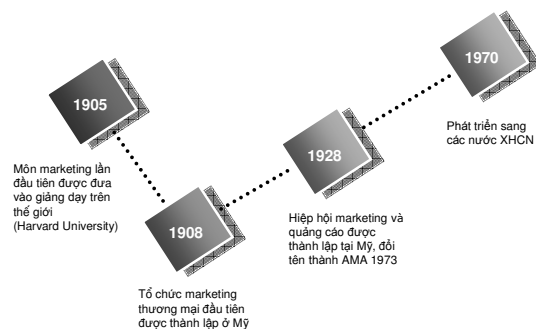 1905
Môn marketing lần
đầu tiên được đưa
vào giảng dạy trên
thế giới
(Harvard University)
1908
Tổ chức marketing
thương mại đầu tiên
được thành lập ở Mỹ
1928
Hiệp hội marketing và
quảng cáo được
thành lập tại Mỹ, đổi
tên thành AMA 1973
1970
Phát triển sang
các nước XHCN